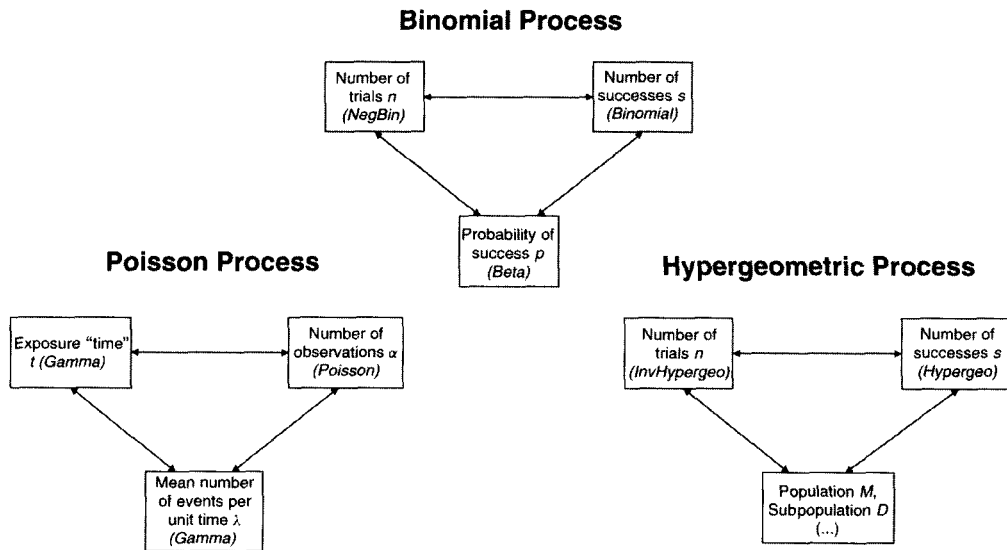 Binomial Process
Number of
trials n
(NegBin)
Number of
successes s
(Binomial)
Probability of
success p
(Beta)
Poisson Process
Exposure "time"
t (Gamma)
Number of
observations α
(Poisson)
Mean number
of events per
unit time λ
(Gamma)
Hypergeometric Process
Number of
trials n
(InvHypergeo)
Number of
successes s
(Hypergeo)
Population M,
Subpopulation D
(...)